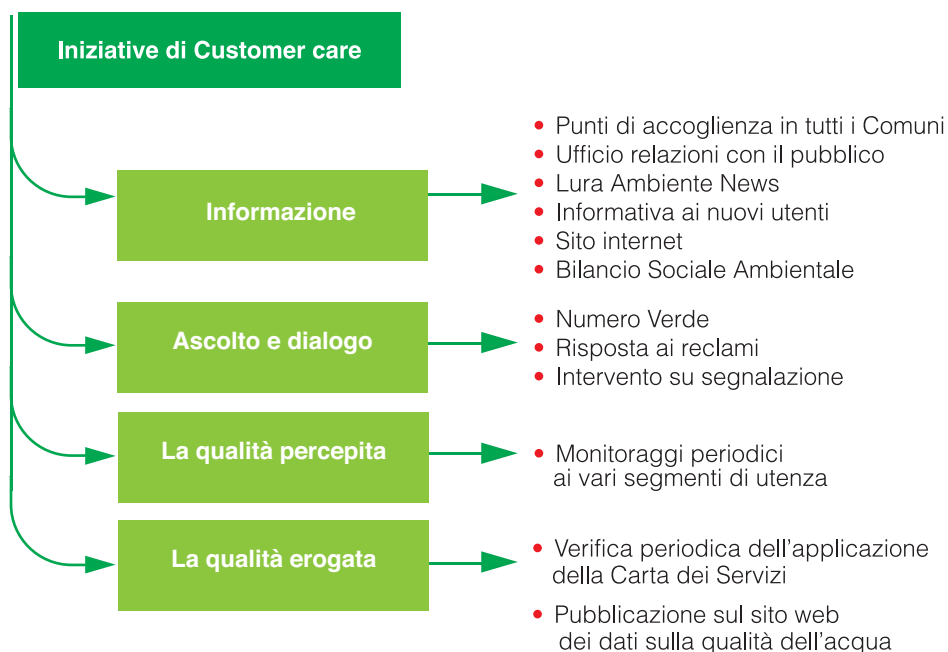 Iniziative di Customer care
Informazione
• Punti di accoglienza in tutti i Comuni
• Ufficio relazioni con il pubblico
• Lura Ambiente News
• Informativa ai nuovi utenti
• Sito internet
• Bilancio Sociale Ambientale
Ascolto e dialogo
• Numero Verde
• Risposta ai reclami
• Intervento su segnalazione
La qualità percepita
• Monitoraggi periodici
ai vari segmenti di utenza
La qualità erogata
• Verifica periodica dell'applicazione
della Carta dei Servizi
• Pubblicazione sul sito web
dei dati sulla qualità dell'acqua